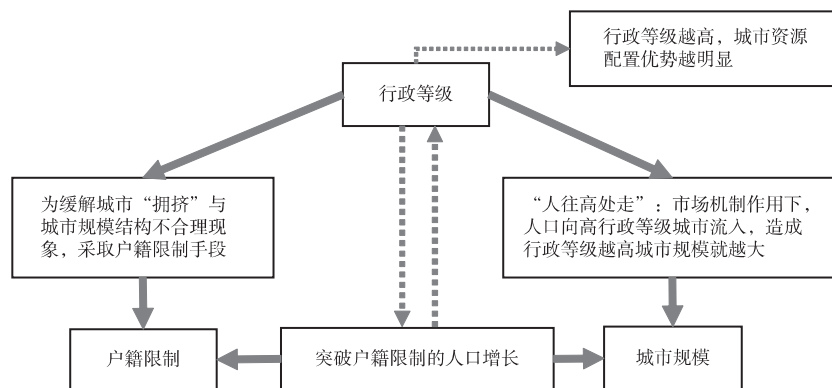 行政等级越高，城市资源
配置优势越明显
行政等级
为缓解城市“拥挤”与
城市规模结构不合理现
象，采取户籍限制手段
“人往高处走”：市场机制作用下，
人口向高行政等级城市流入，造成
行政等级越高城市规模就越大
户籍限制
突破户籍限制的人口增长
城市规模